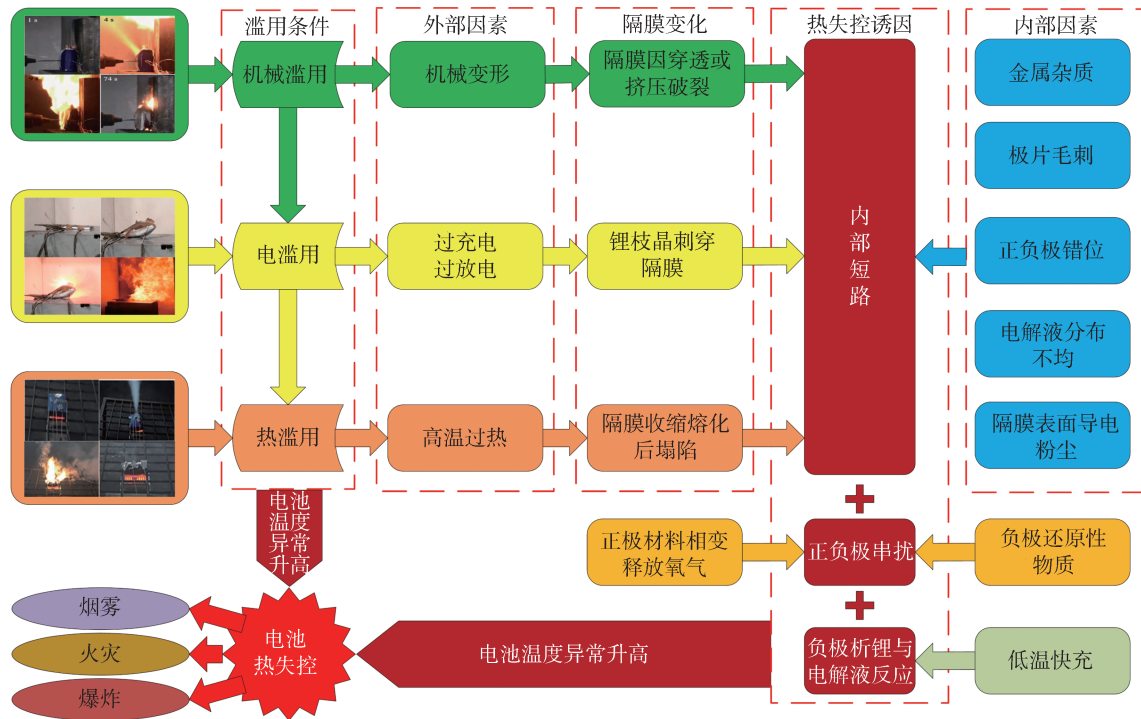 滥用条件
外部因素
隔膜变化
热失控诱因
内部因素
1 s
4 s
74 s
机械滥用
机械变形
隔膜因穿透或
挤压破裂
金属杂质
极片毛刺
电滥用
过充电
过放电
锂枝晶刺穿
隔膜
内
部
短
路
正负极错位
电解液分布
不均
热滥用
高温过热
隔膜收缩熔化
后塌陷
隔膜表面导电
粉尘
电池
温度
异常
升高
正极材料相变
释放氧气
正负极串扰
负极还原性
物质
烟雾
火灾
爆炸
电池
热失控
电池温度异常升高
负极析锂与
电解液反应
低温快充